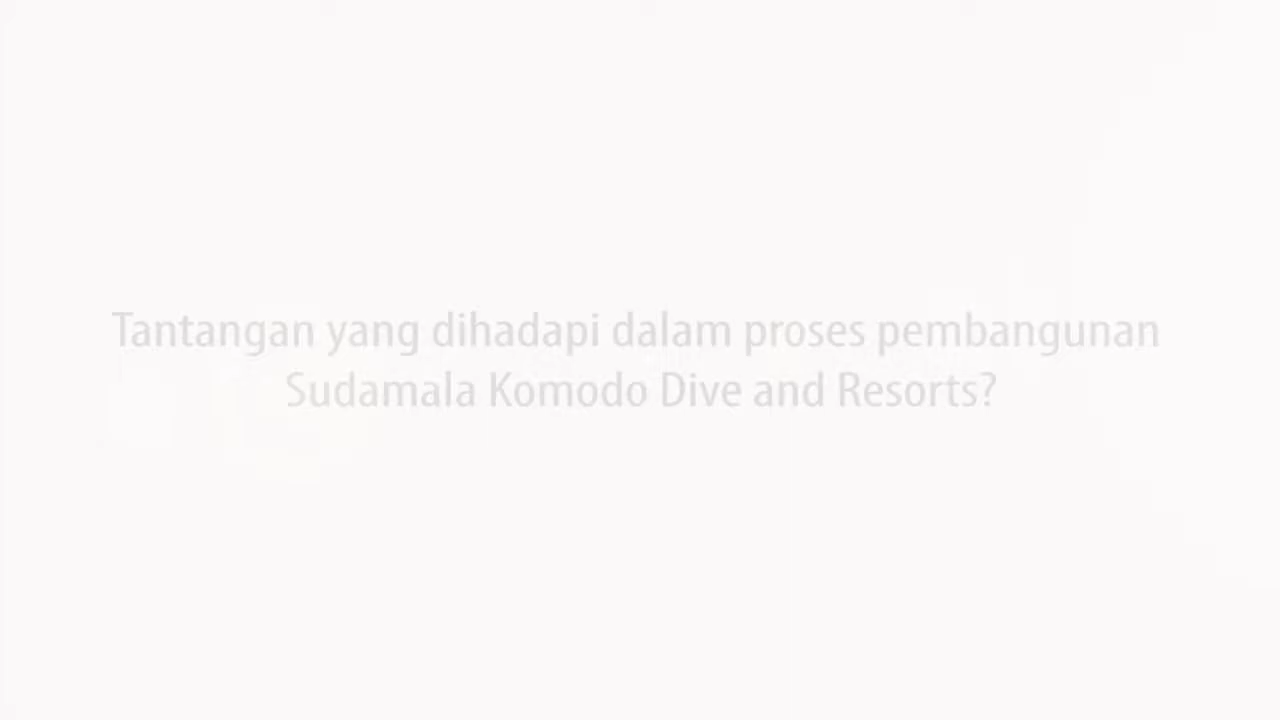 Tantangan yang dihadapi dalam proses pembangunan
Sudamala Komodo Dive and Resorts?